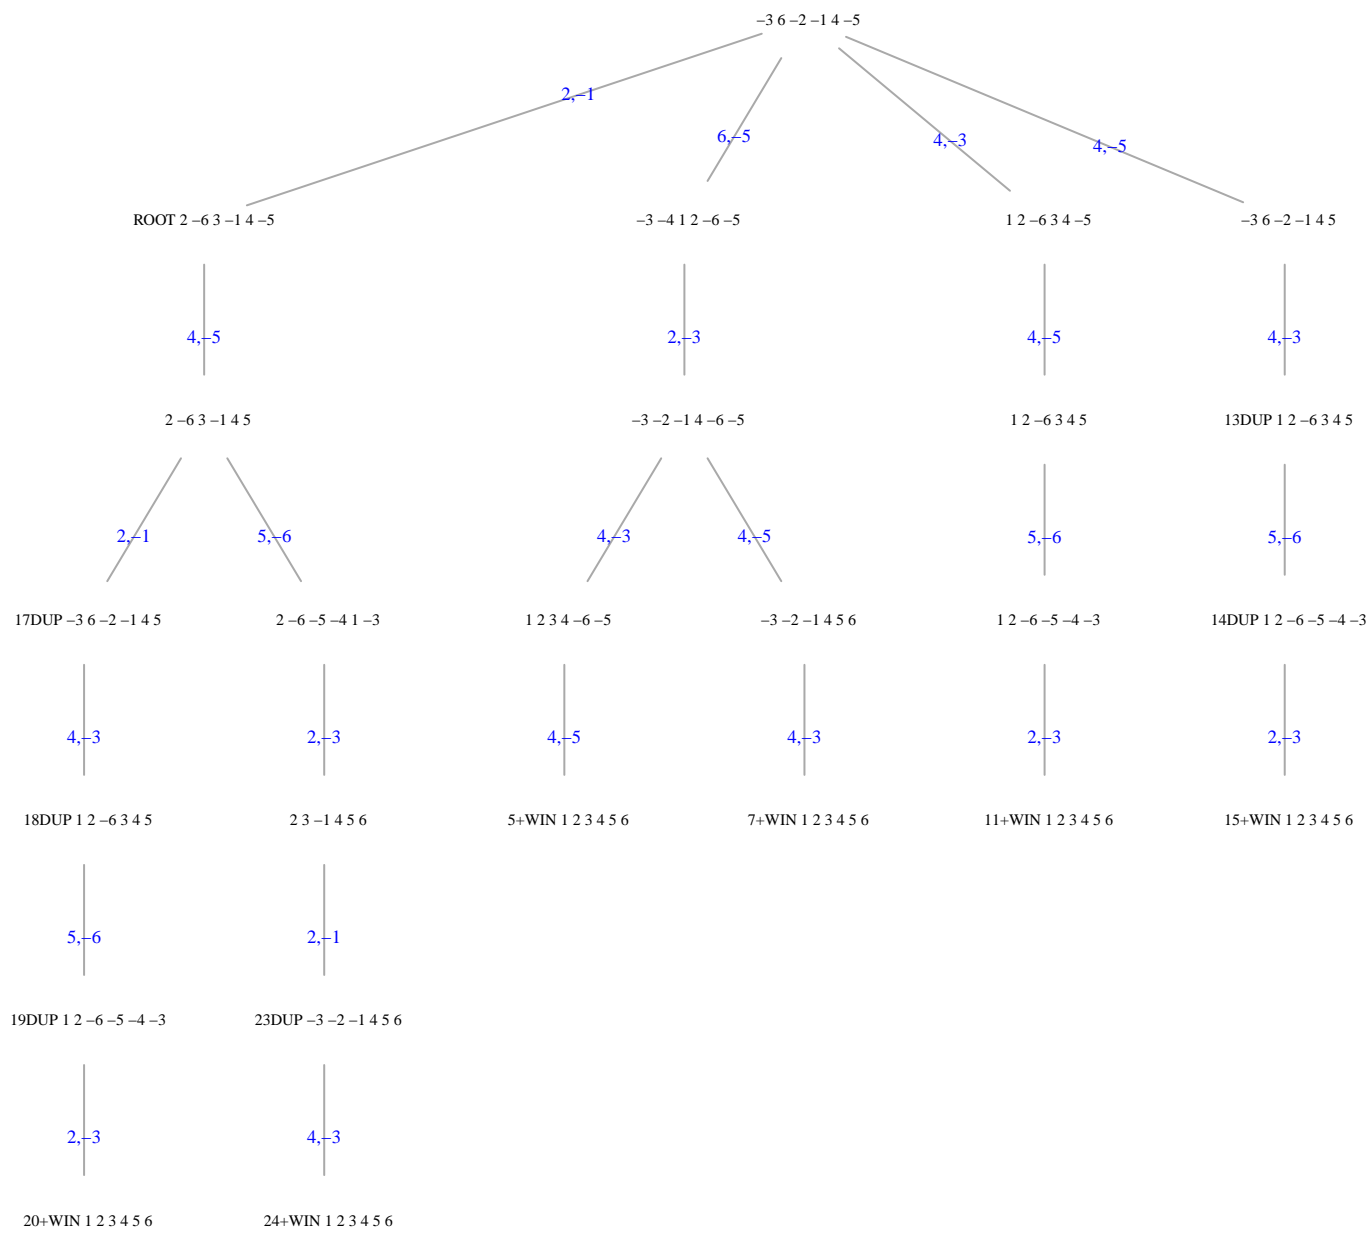 −3 6 −2 −1 4 −5
2,−1
6,−5
4,−3
4,−5
ROOT 2 −6 3 −1 4 −5
−3 −4 1 2 −6 −5
1 2 −6 3 4 −5
−3 6 −2 −1 4 5
4,−5
2,−3
4,−5
4,−3
2 −6 3 −1 4 5
−3 −2 −1 4 −6 −5
1 2 −6 3 4 5
13DUP 1 2 −6 3 4 5
2,−1
5,−6
4,−3
4,−5
5,−6
5,−6
17DUP −3 6 −2 −1 4 5
2 −6 −5 −4 1 −3
1 2 3 4 −6 −5
−3 −2 −1 4 5 6
1 2 −6 −5 −4 −3
14DUP 1 2 −6 −5 −4 −3
4,−3
2,−3
4,−5
4,−3
2,−3
2,−3
18DUP 1 2 −6 3 4 5
2 3 −1 4 5 6
5+WIN 1 2 3 4 5 6
7+WIN 1 2 3 4 5 6
11+WIN 1 2 3 4 5 6
15+WIN 1 2 3 4 5 6
5,−6
2,−1
19DUP 1 2 −6 −5 −4 −3
23DUP −3 −2 −1 4 5 6
2,−3
4,−3
20+WIN 1 2 3 4 5 6
24+WIN 1 2 3 4 5 6